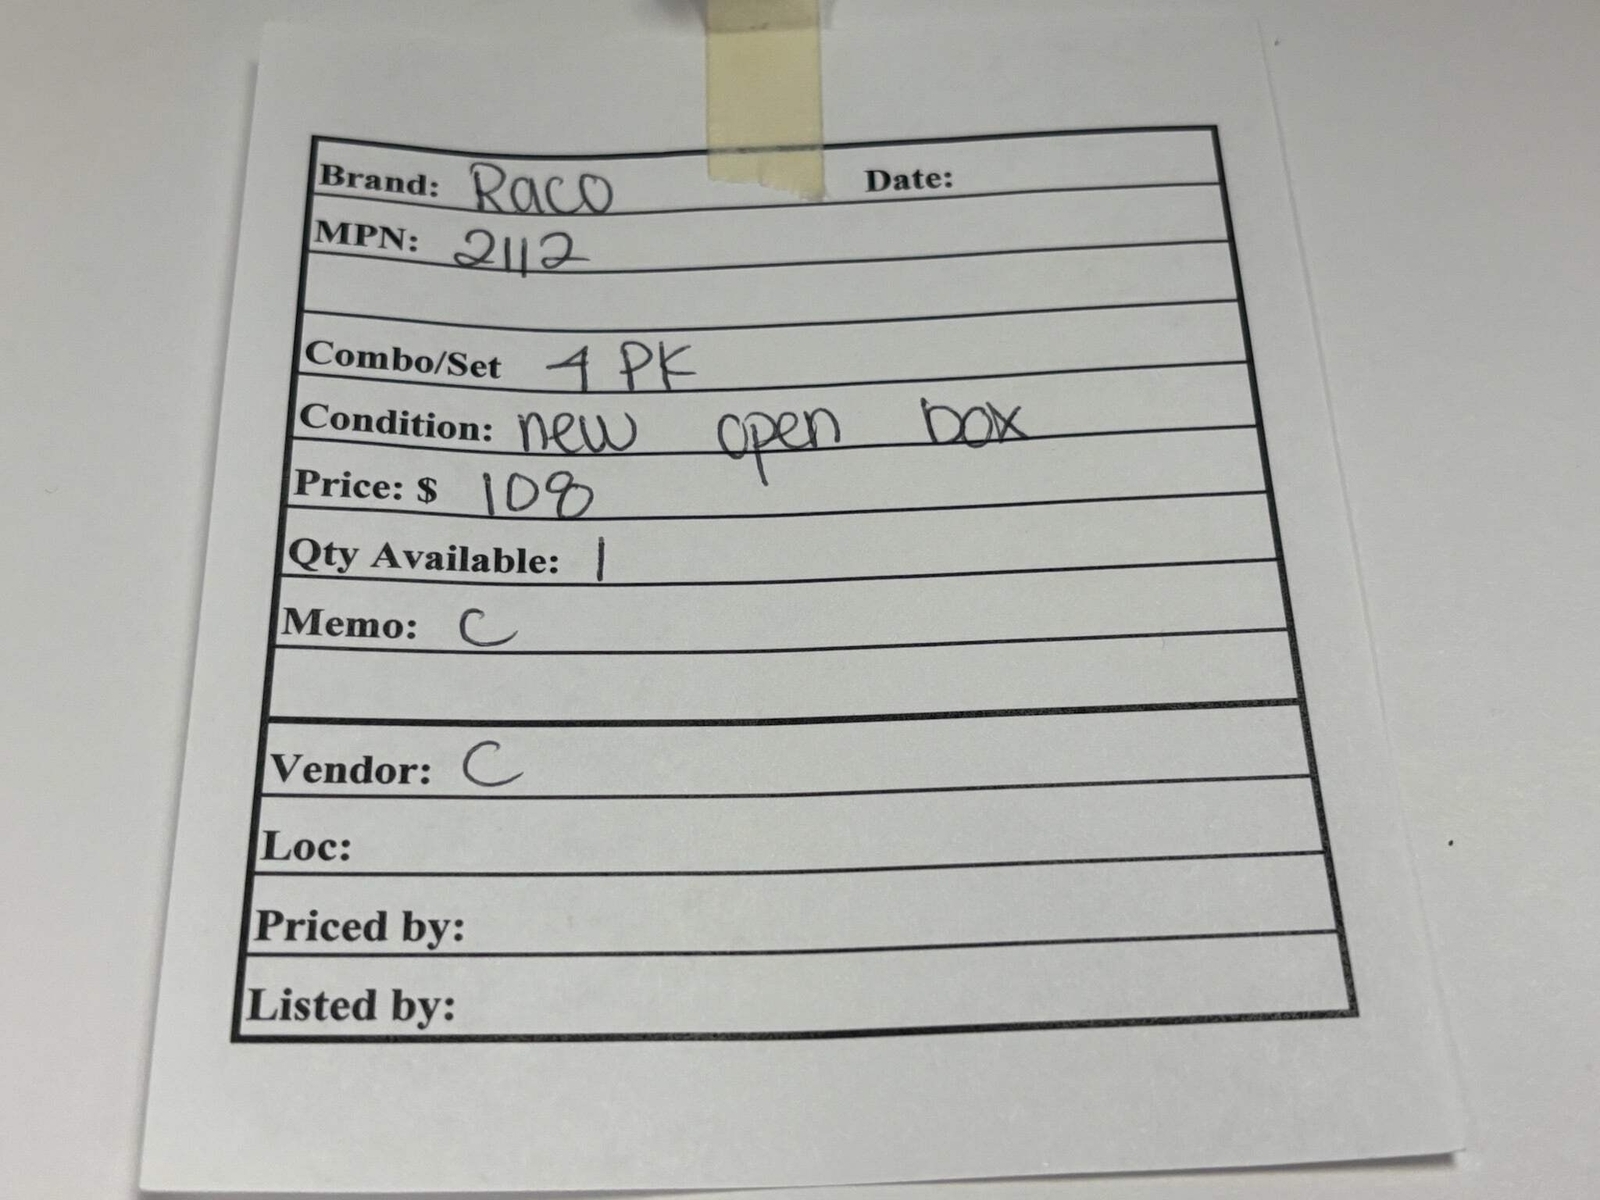 Brand: Raco Date:
MPN: 2112
Combo/Set 4 PK
Condition: new open box
Price: $ 108
Qty Available: 1
Memo: C
Vendor: C
Loc:
Priced by:
Listed by: